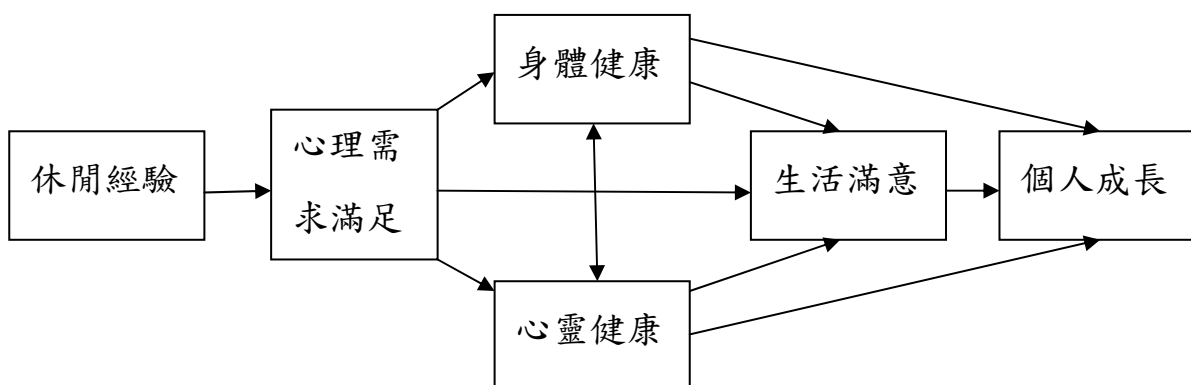 休閒經驗
心理需
求滿足
身體健康
心靈健康
生活滿意
個人成長